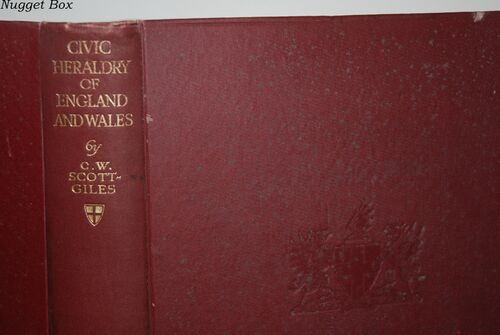 Nugget Box
CIVIC
HERALDRY
OF
ENGLAND
AND WALES
by
C.W.
SCOTT-
GILES